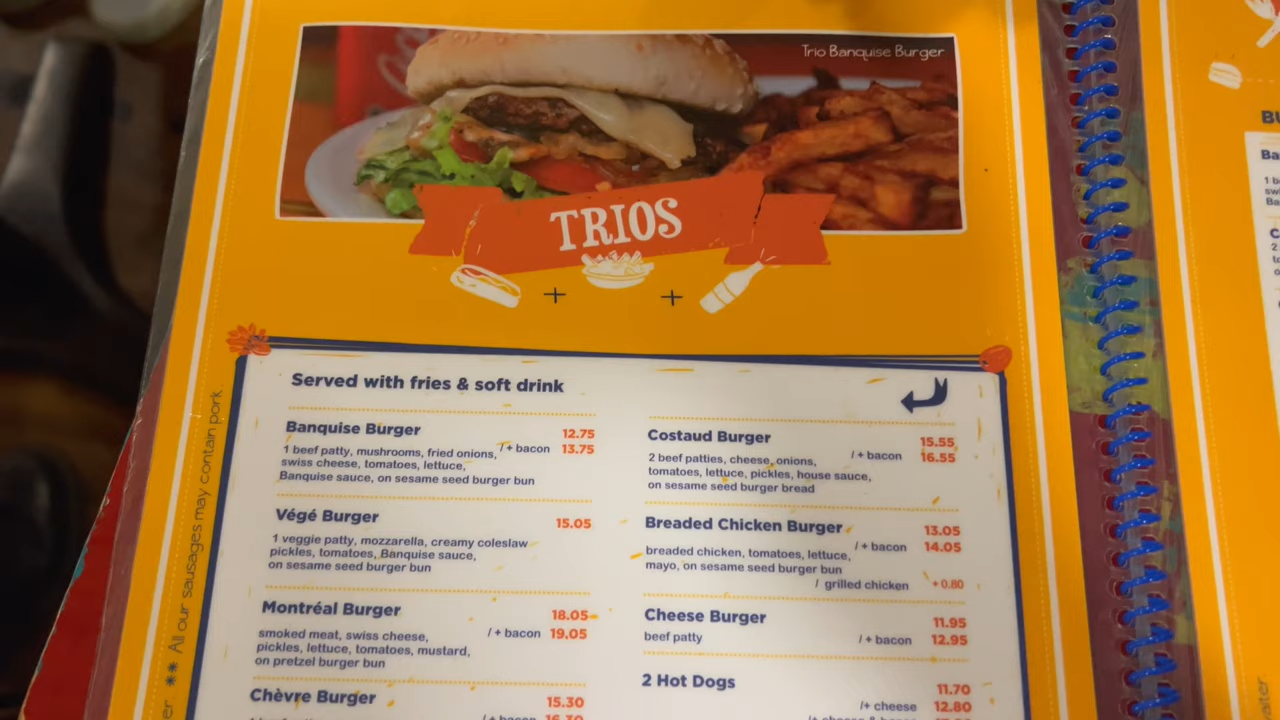 Trio Banquise Burger
TRIOS
+ +
Served with fries & soft drink
Banquise Burger 12.75
1 beef patty, mushrooms, fried onions, / + bacon 13.75
swiss cheese, tomatoes, lettuce,
Banquise sauce, on sesame seed burger bun
Végé Burger 15.05
1 veggie patty, mozzarella, creamy coleslaw
pickles, tomatoes, Banquise sauce,
on sesame seed burger bun
Montréal Burger 18.05
smoked meat, swiss cheese, / + bacon 19.05
pickles, lettuce, tomatoes, mustard,
on pretzel burger bun
Chèvre Burger 15.30
/ + bacon 16.30
Costaud Burger 15.55
2 beef patties, cheese, onions, / + bacon 16.55
tomatoes, lettuce, pickles, house sauce,
on sesame seed burger bread
Breaded Chicken Burger 13.05
breaded chicken, tomatoes, lettuce, / + bacon 14.05
mayo, on sesame seed burger bun
/ grilled chicken + 0.80
Cheese Burger 11.95
beef patty / + bacon 12.95
2 Hot Dogs 11.70
/+ cheese 12.80
** All our sausages may contain pork